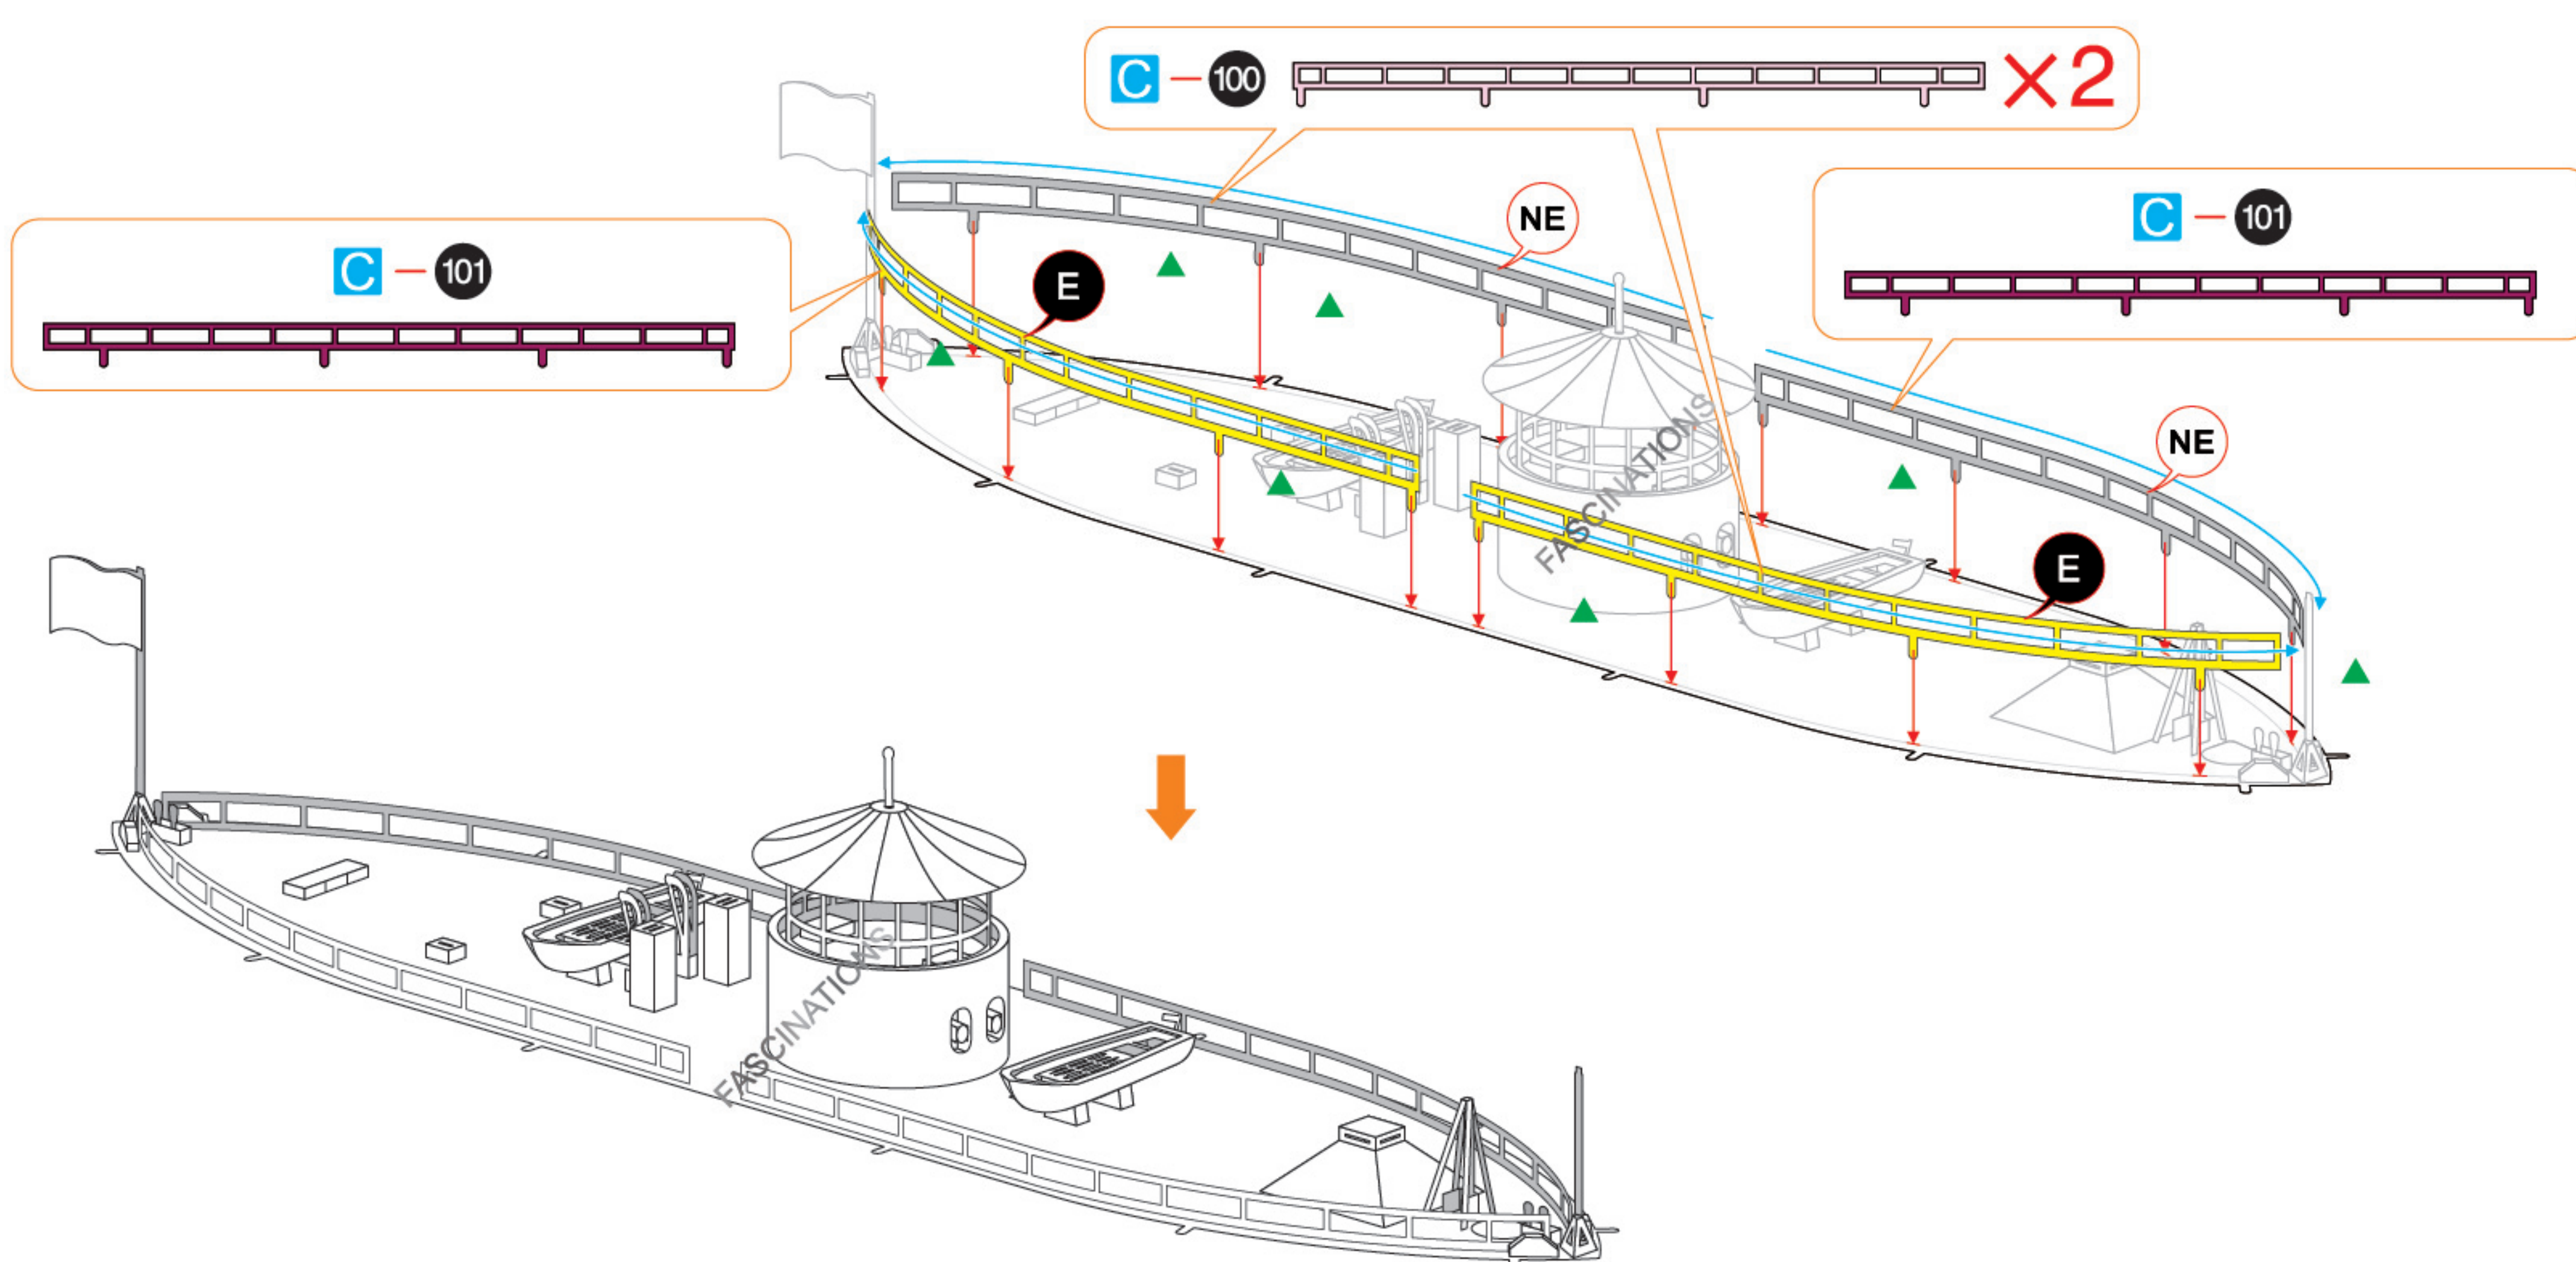 C — 100 ×2
C — 101
C — 101
NE
E
NE
E
FASCINATIONS
FASCINATIONS